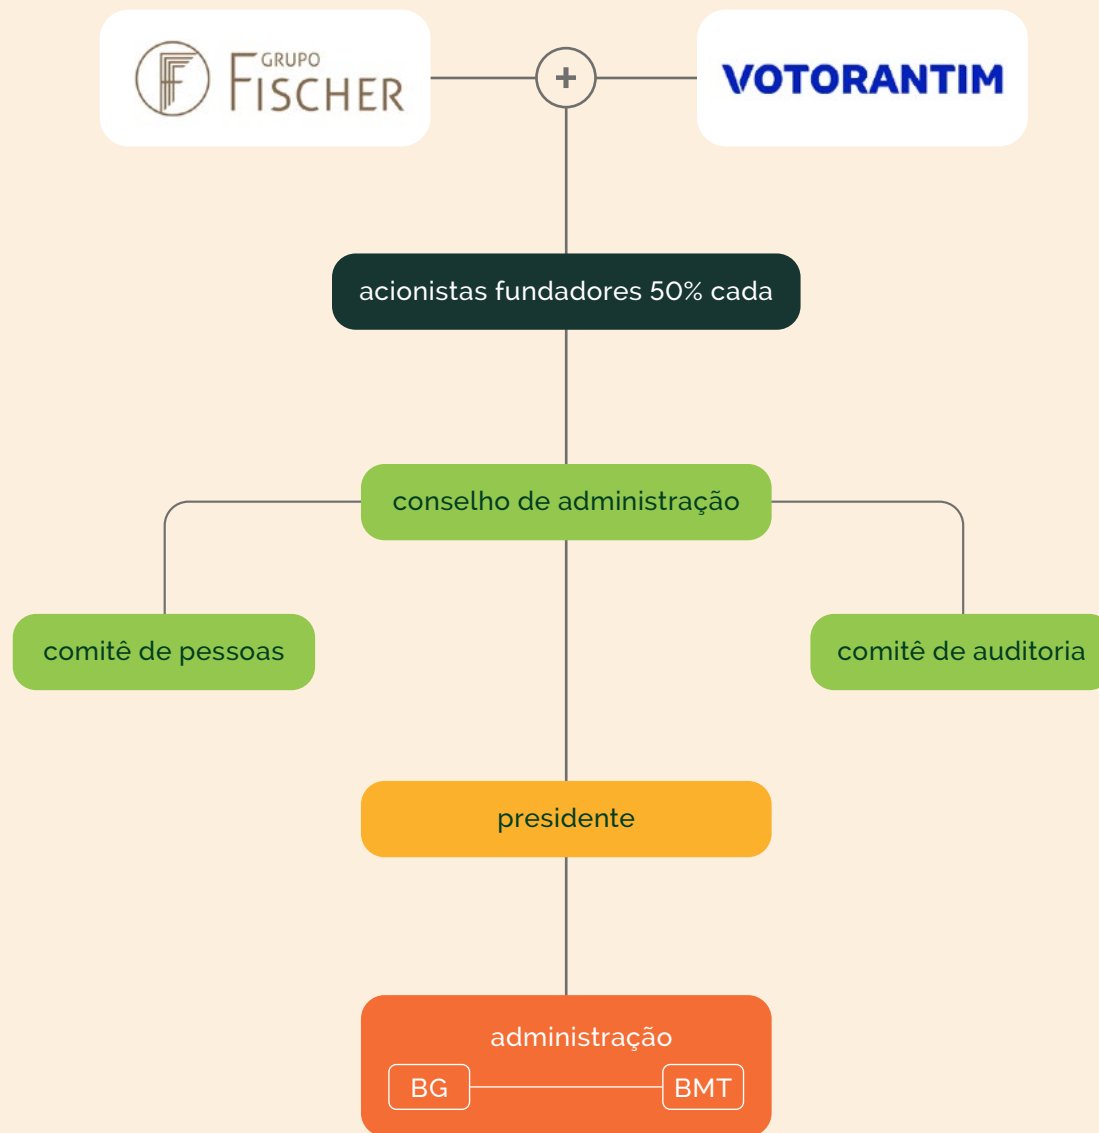 GRUPO
FISCHER
+
VOTORANTIM
acionistas fundadores 50% cada
conselho de administração
comitê de pessoas
comitê de auditoria
presidente
administração
BG
BMT